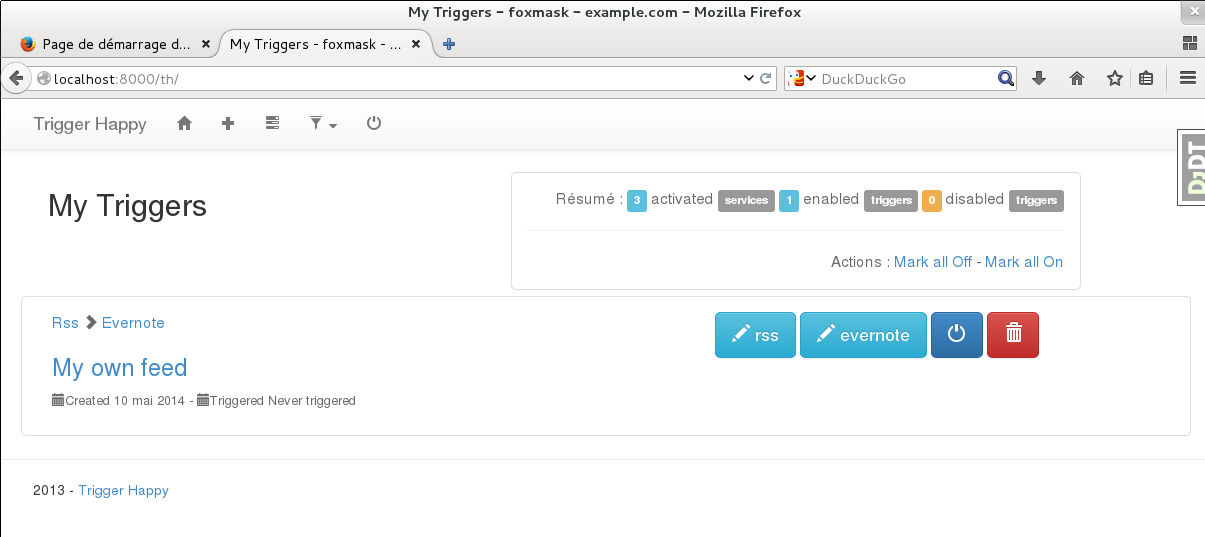 My Triggers - foxmask - example.com - Mozilla Firefox
Page de démarrage d... My Triggers - foxmask - ...
localhost:8000/th/ DuckDuckGo
Trigger Happy
DJDT
My Triggers
Résumé : 3 activated services 1 enabled triggers 0 disabled triggers
Actions : Mark all Off - Mark all On
Rss Evernote
rss evernote
My own feed
Created 10 mai 2014 - Triggered Never triggered
2013 - Trigger Happy